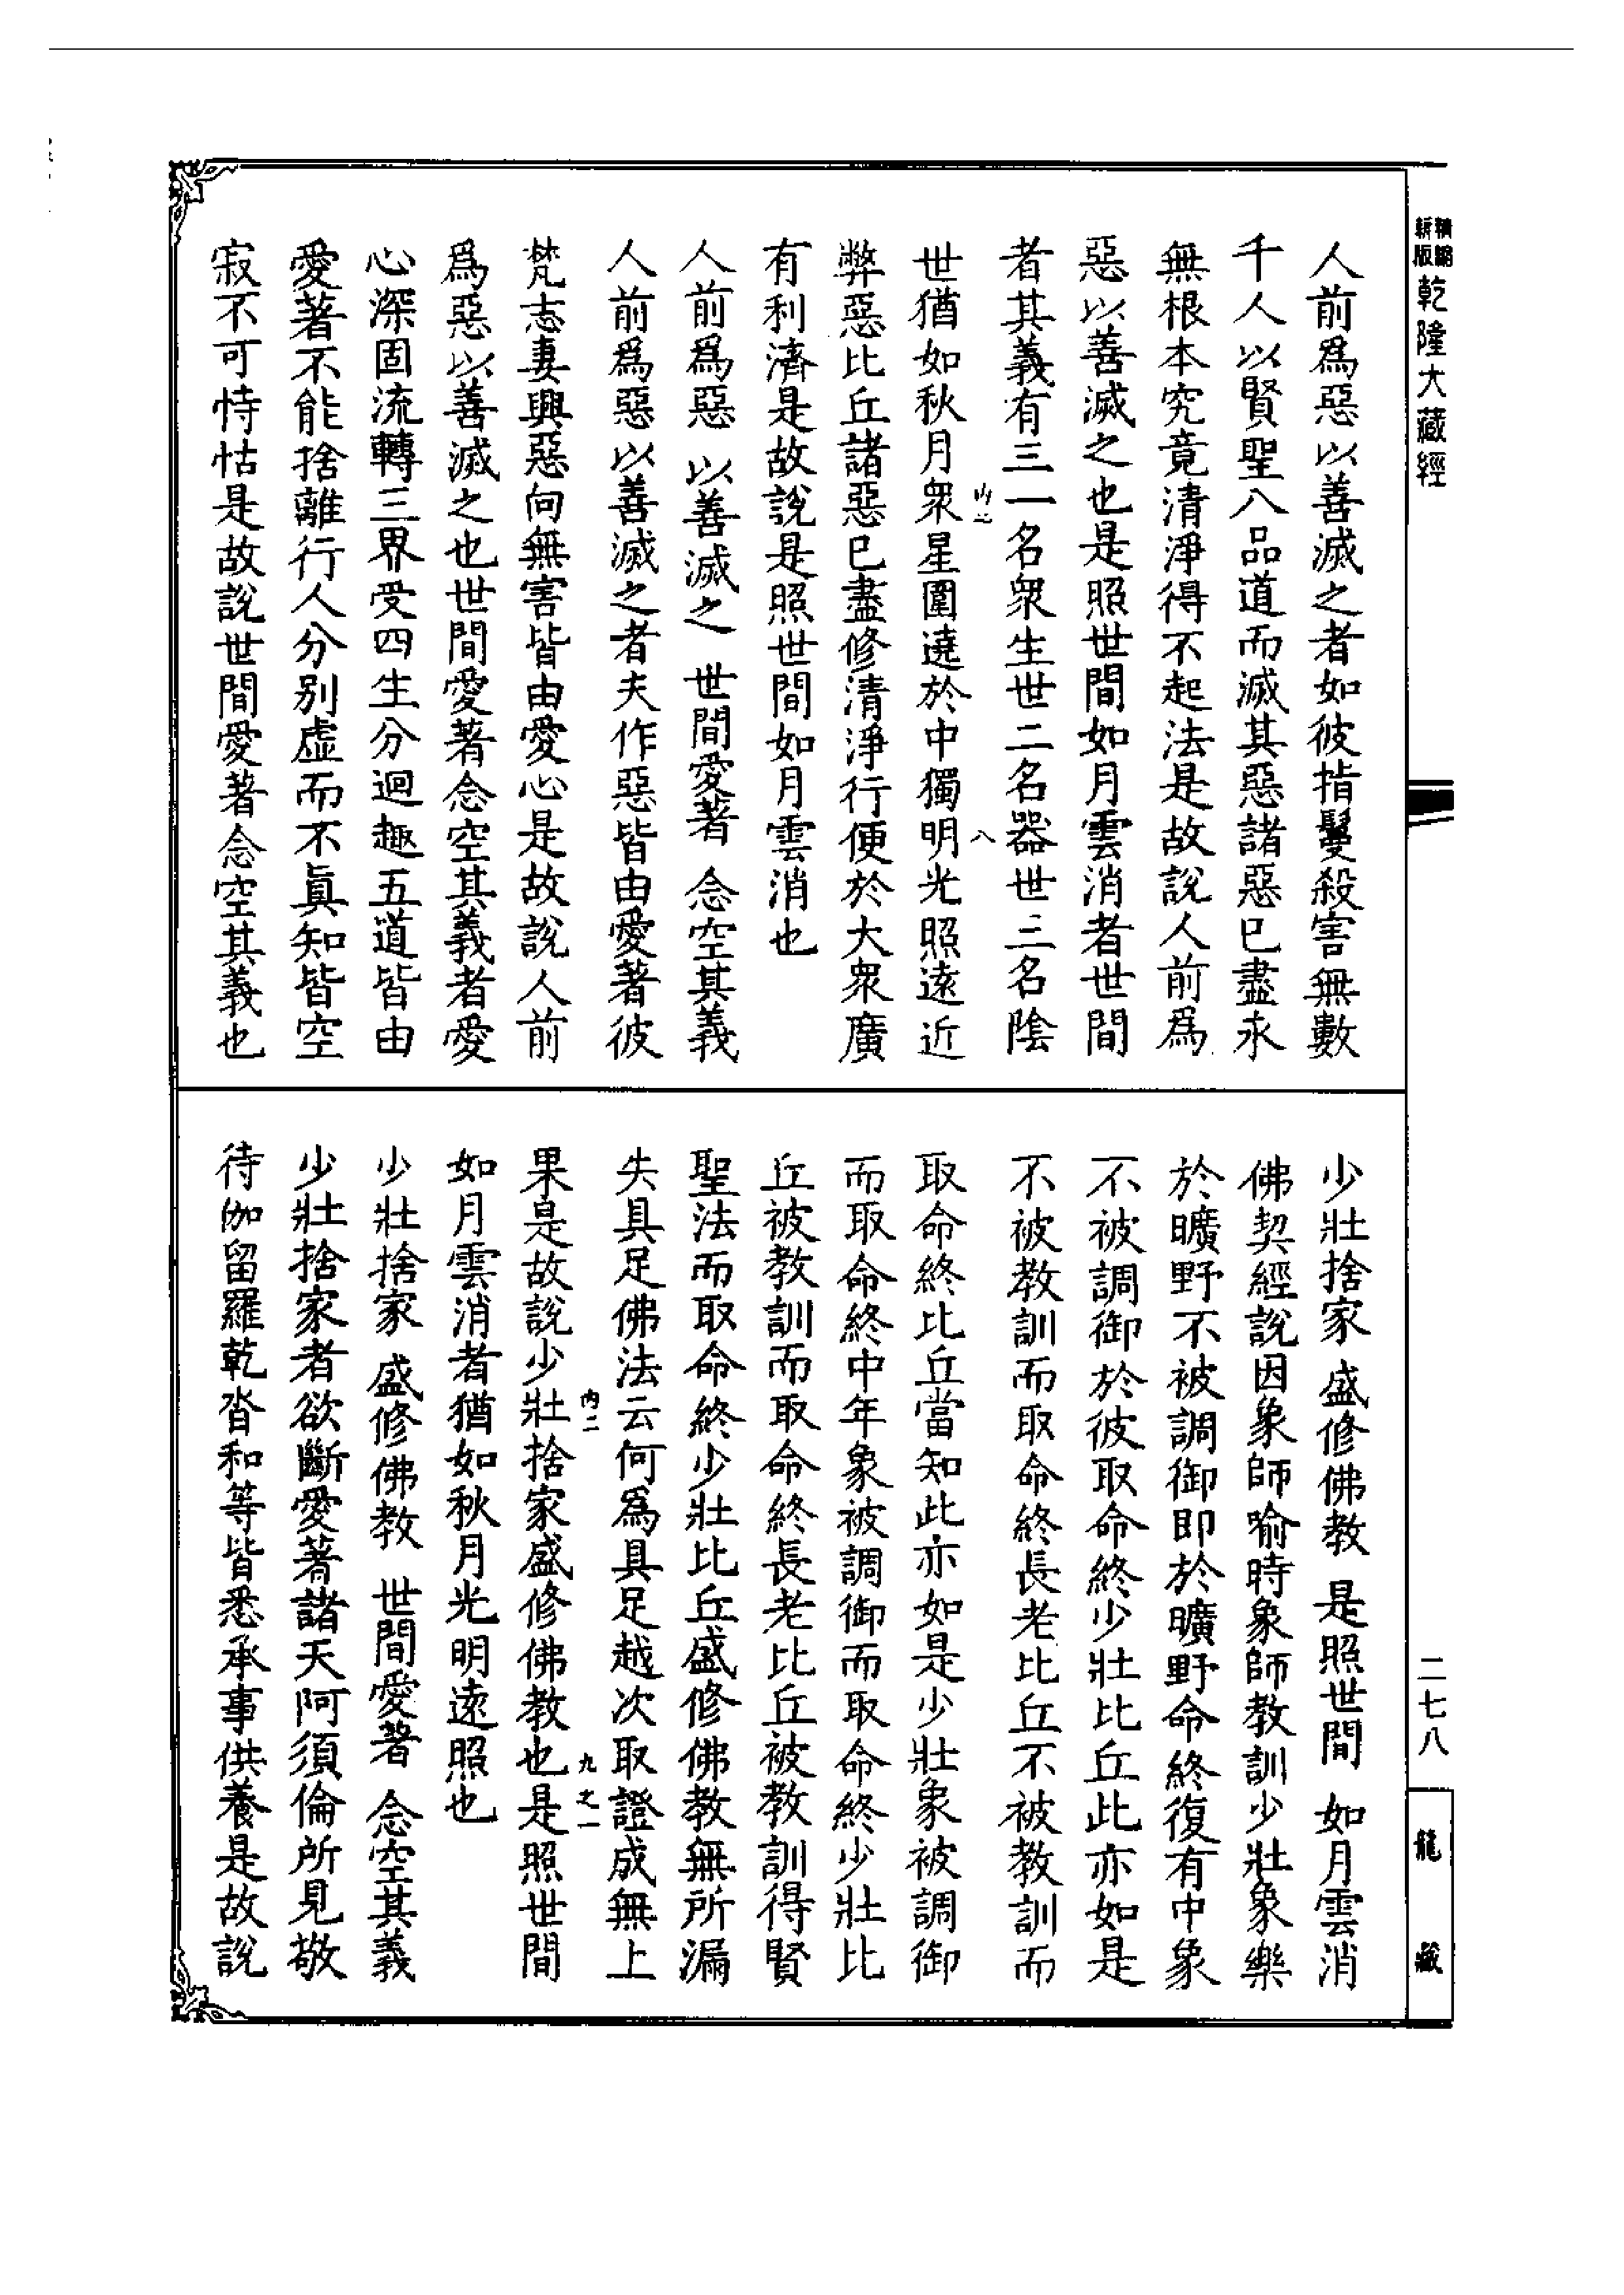 精縮新版乾隆大藏經
人前爲惡以善滅之者如彼指鬘殺害無數
千人以賢聖八品道而滅其惡諸惡已盡永
無根本究竟清淨得不起法是故說人前爲
惡以善滅之也是照世間如月雲消者世間
者其義有三一名眾生世二名器世三名陰
世猶如秋月眾星圍遶於中獨明光照遠近
弊惡比丘諸惡已盡修清淨行便於大眾廣
有利濟是故說是照世間如月雲消也
人前爲惡 以善滅之 世間愛著 念空其義
人前爲惡以善滅之者夫作惡皆由愛著彼
梵志妻興惡向無害皆由愛心是故說人前
爲惡以善滅之也世間愛著念空其義者愛
心深固流轉三界受四生分迴趣五道皆由
愛著不能捨離行人分別虛而不眞知皆空
寂不可恃怙是故說世間愛著念空其義也
少壯捨家 盛修佛教 是照世間 如月雲消
佛契經說因象師喻時象師教訓少壯象樂
於曠野不被調御即於曠野命終復有中象
不被調御於彼取命終少壯比丘此亦如是
不被教訓而取命終長老比丘不被教訓而
取命終比丘當知此亦如是少壯象被調御
而取命終中年象被調御而取命終少壯比
丘被教訓而取命終長老比丘被教訓得賢
聖法而取命終少壯比丘盛修佛教無所漏
失具足佛法云何爲具足越次取證成無上
果是故說少壯捨家盛修佛教也是照世間
如月雲消者猶如秋月光明遠照也
少壯捨家 盛修佛教 世間愛著 念空其義
少壯捨家者欲斷愛著諸天阿須倫所見敬
待伽留羅乾沓和等皆悉承事供養是故說
二七八
龍藏